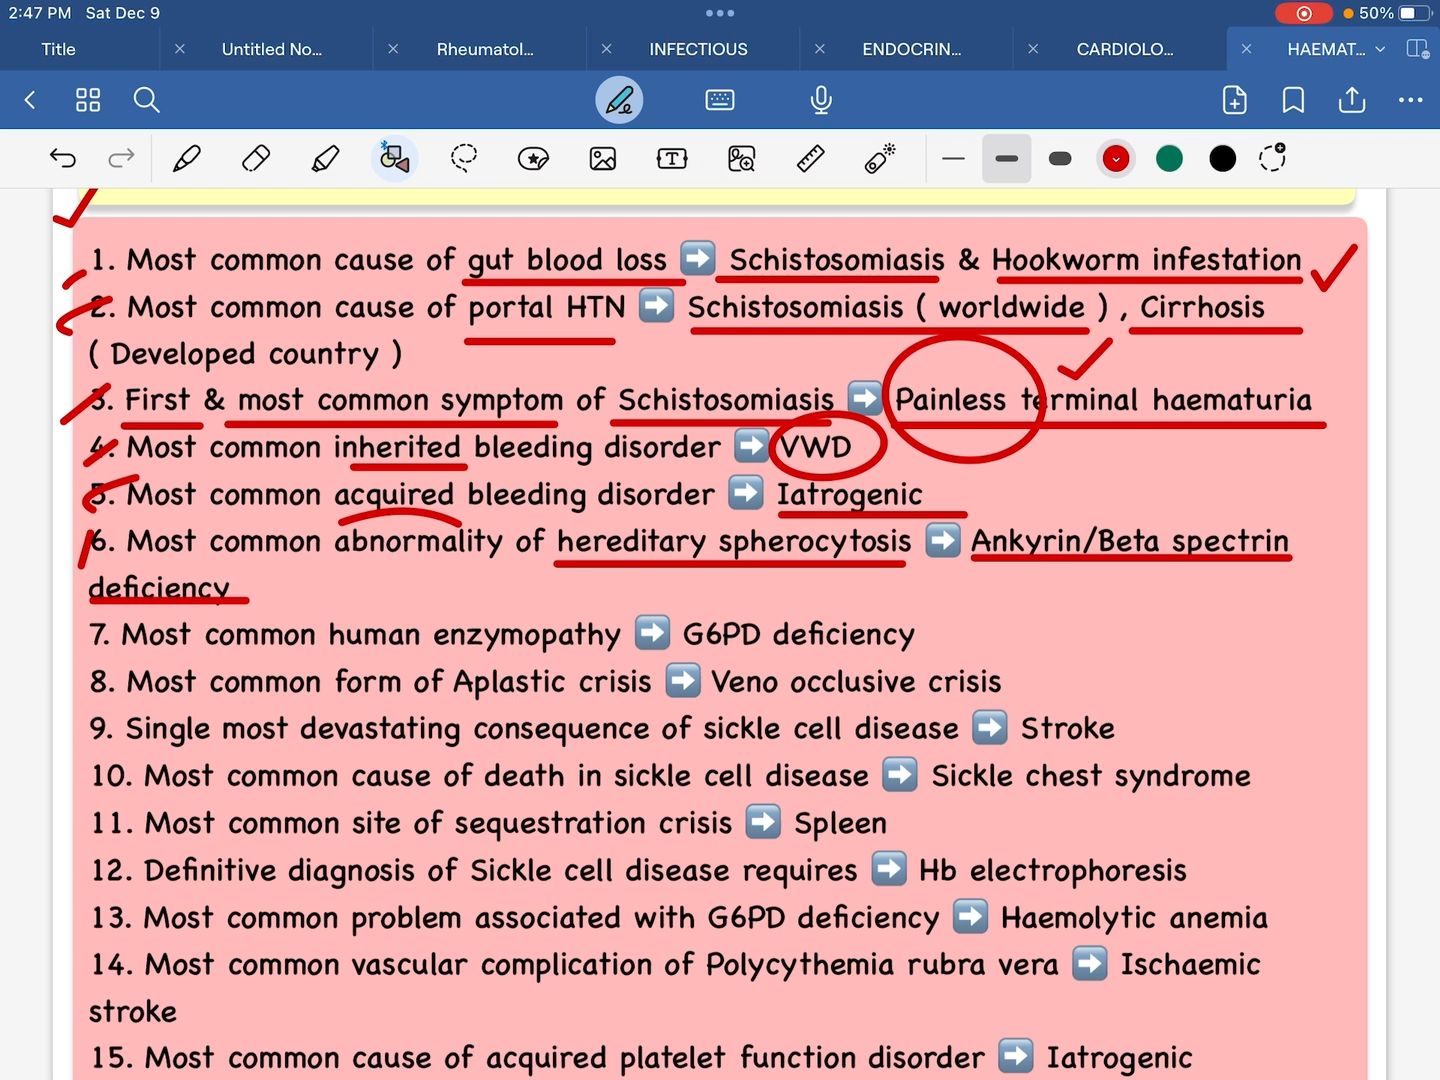 2:47 PM Sat Dec 9
50%
Title
Untitled No...
Rheumatol...
INFECTIOUS
ENDOCRIN...
CARDIOLO...
HAEMAT...
1. Most common cause of gut blood loss ➡ Schistosomiasis & Hookworm infestation
2. Most common cause of portal HTN ➡ Schistosomiasis ( worldwide ) , Cirrhosis
( Developed country )
3. First & most common symptom of Schistosomiasis ➡ Painless terminal haematuria
4. Most common inherited bleeding disorder ➡ VWD
5. Most common acquired bleeding disorder ➡ Iatrogenic
6. Most common abnormality of hereditary spherocytosis ➡ Ankyrin/Beta spectrin
deficiency
7. Most common human enzymopathy ➡ G6PD deficiency
8. Most common form of Aplastic crisis ➡ Veno occlusive crisis
9. Single most devastating consequence of sickle cell disease ➡ Stroke
10. Most common cause of death in sickle cell disease ➡ Sickle chest syndrome
11. Most common site of sequestration crisis ➡ Spleen
12. Definitive diagnosis of Sickle cell disease requires ➡ Hb electrophoresis
13. Most common problem associated with G6PD deficiency ➡ Haemolytic anemia
14. Most common vascular complication of Polycythemia rubra vera ➡ Ischaemic
stroke
15. Most common cause of acquired platelet function disorder ➡ Iatrogenic